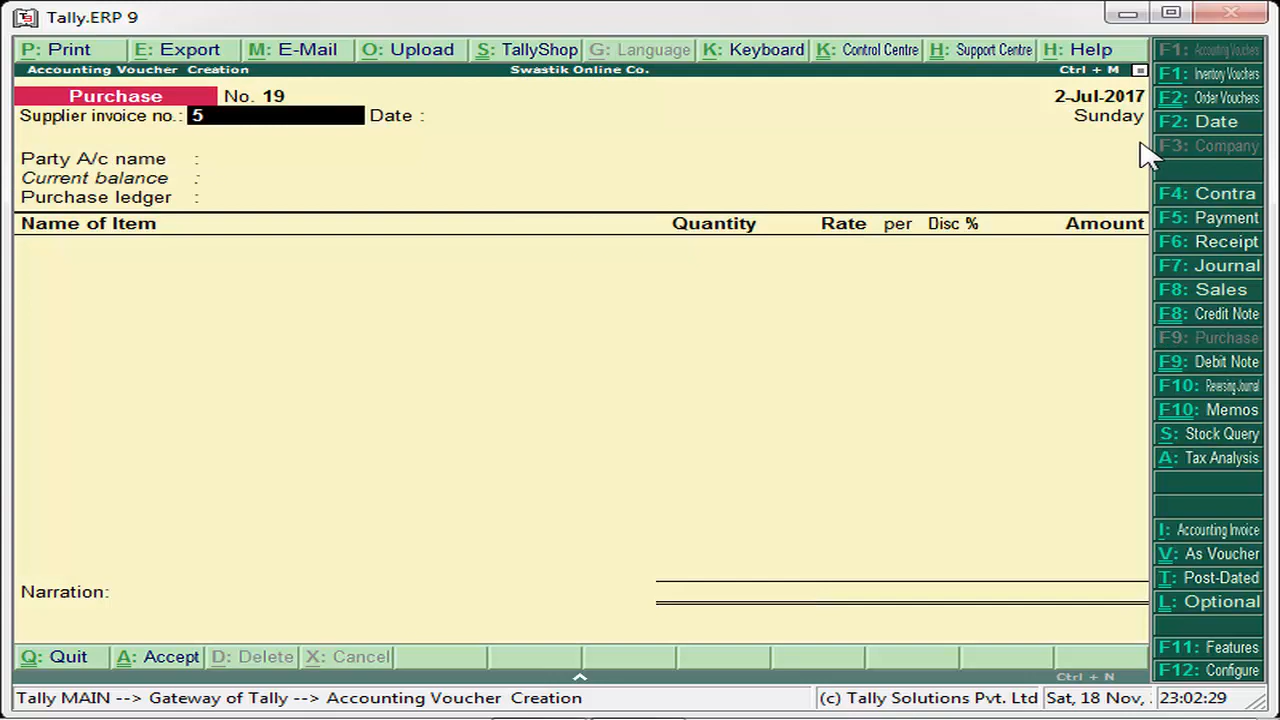 Tally.ERP 9
P: Print E: Export M: E-Mail O: Upload S: TallyShop G: Language K: Keyboard K: Control Centre H: Support Centre H: Help
Accounting Voucher Creation Swastik Online Co. Ctrl + M
Purchase No. 19 2-Jul-2017
Supplier invoice no.: 5 Date : Sunday
Party A/c name :
Current balance :
Purchase ledger :
Name of Item Quantity Rate per Disc % Amount
Narration:
F1: Accounting Vouchers
F1: Inventory Vouchers
F2: Order Vouchers
F2: Date
F3: Company
F4: Contra
F5: Payment
F6: Receipt
F7: Journal
F8: Sales
F8: Credit Note
F9: Purchase
F9: Debit Note
F10: Reversing Journal
F10: Memos
S: Stock Query
A: Tax Analysis
I: Accounting Invoice
V: As Voucher
T: Post-Dated
L: Optional
F11: Features
F12: Configure
Q: Quit A: Accept D: Delete X: Cancel
Ctrl + N
Tally MAIN --> Gateway of Tally --> Accounting Voucher Creation (c) Tally Solutions Pvt. Ltd Sat, 18 Nov, 23:02:29